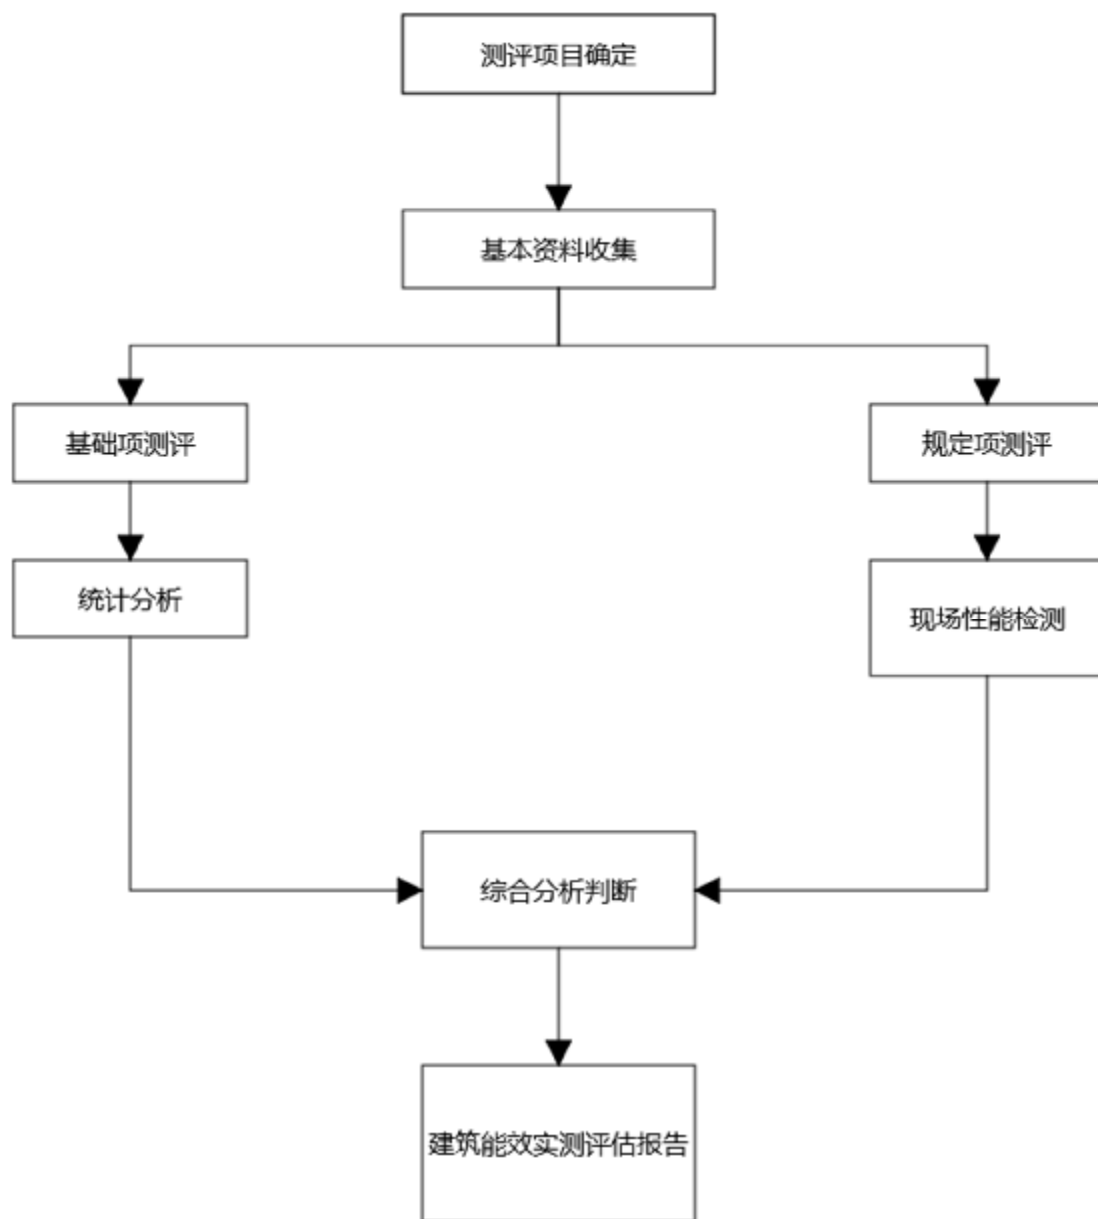 测评项目确定
基本资料收集
基础项测评
规定项测评
统计分析
现场性能检测
综合分析判断
建筑能效实测评估报告